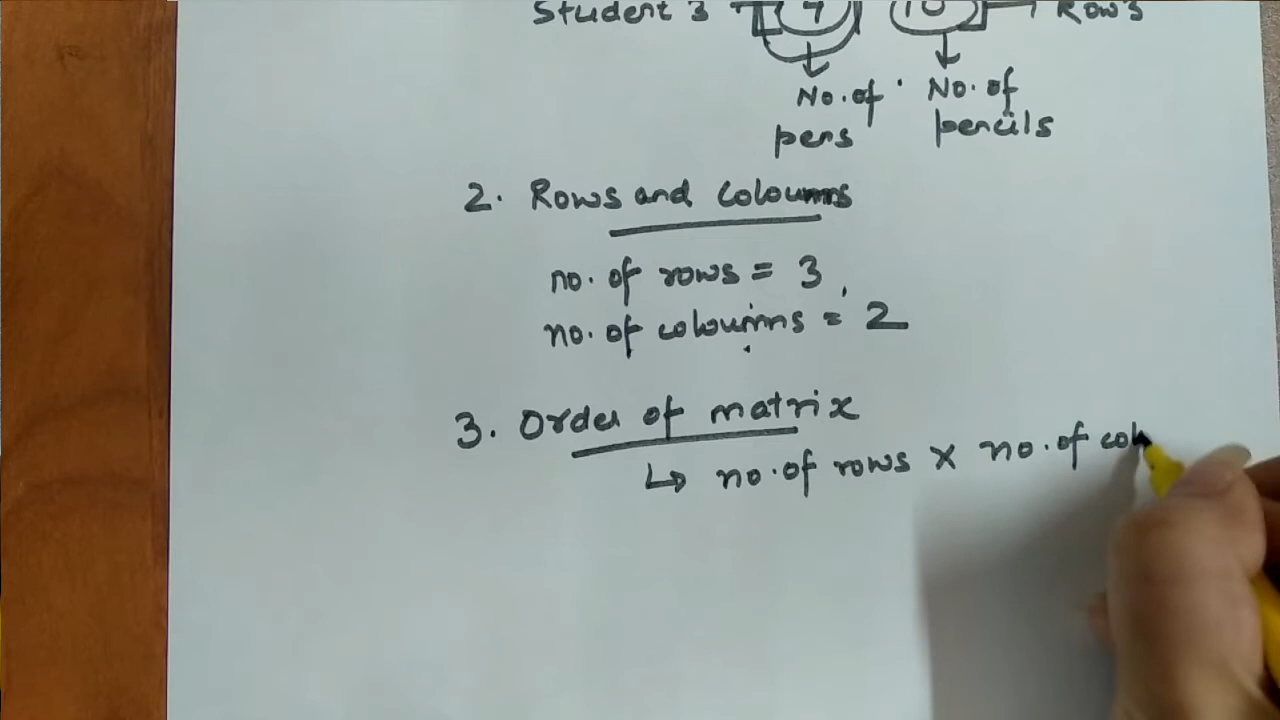 Student 3 Rows
No. of No. of
pens pencils
2. Rows and Coloumns
no. of rows = 3
no. of coloumns = 2
3. Order of matrix
↳ no. of rows × no. of colu